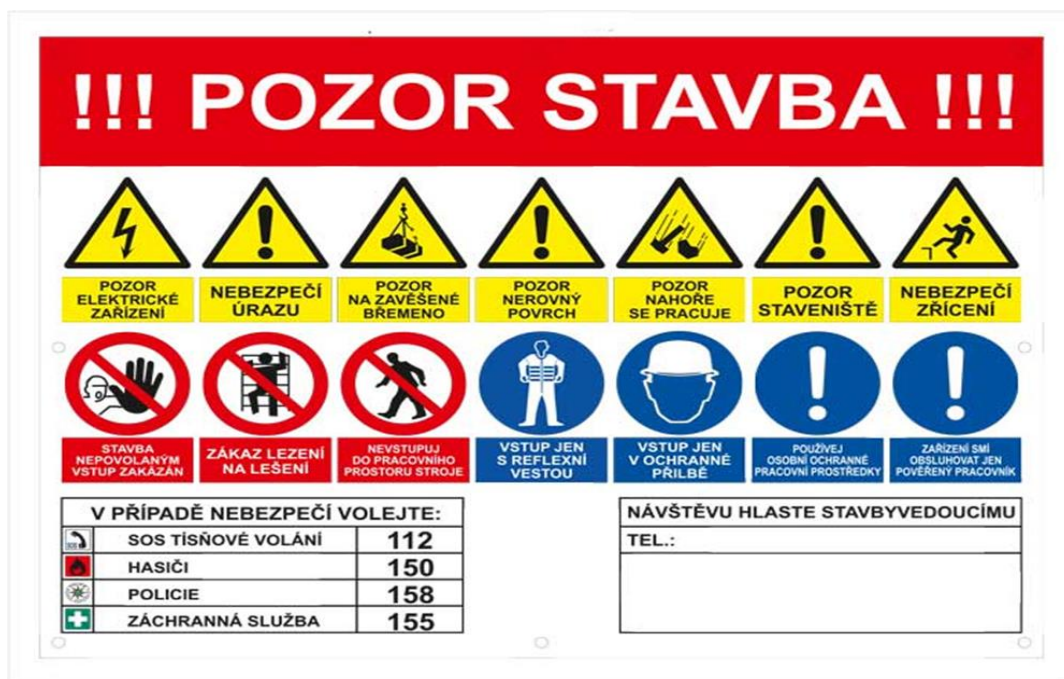 !!! POZOR STAVBA !!!
POZOR
ELEKTRICKÉ
ZAŘÍZENÍ
NEBEZPEČÍ
ÚRAZU
POZOR
NA ZAVĚŠENÉ
BŘEMENO
POZOR
NEROVNÝ
POVRCH
POZOR
NAHOŘE
SE PRACUJE
POZOR
STAVENIŠTĚ
NEBEZPEČÍ
ZŘÍCENÍ
STAVBA
NEPOVOLANÝM
VSTUP ZAKÁZÁN
ZÁKAZ LEZENÍ
NA LEŠENÍ
NEVSTUPUJ
DO PRACOVNÍHO
PROSTORU STROJE
VSTUP JEN
S REFLEXNÍ
VESTOU
VSTUP JEN
V OCHRANNÉ
PŘILBĚ
POUŽÍVEJ
OSOBNÍ OCHRANNÉ
PRACOVNÍ PROSTŘEDKY
ZAŘÍZENÍ SMÍ
OBSLUHOVAT JEN
POVĚŘENÝ PRACOVNÍK
V PŘÍPADĚ NEBEZPEČÍ VOLEJTE:
SOS TÍSŇOVÉ VOLÁNÍ 112
HASIČI 150
POLICIE 158
ZÁCHRANNÁ SLUŽBA 155
NÁVŠTĚVU HLASTE STAVBYVEDOUCÍMU
TEL.: